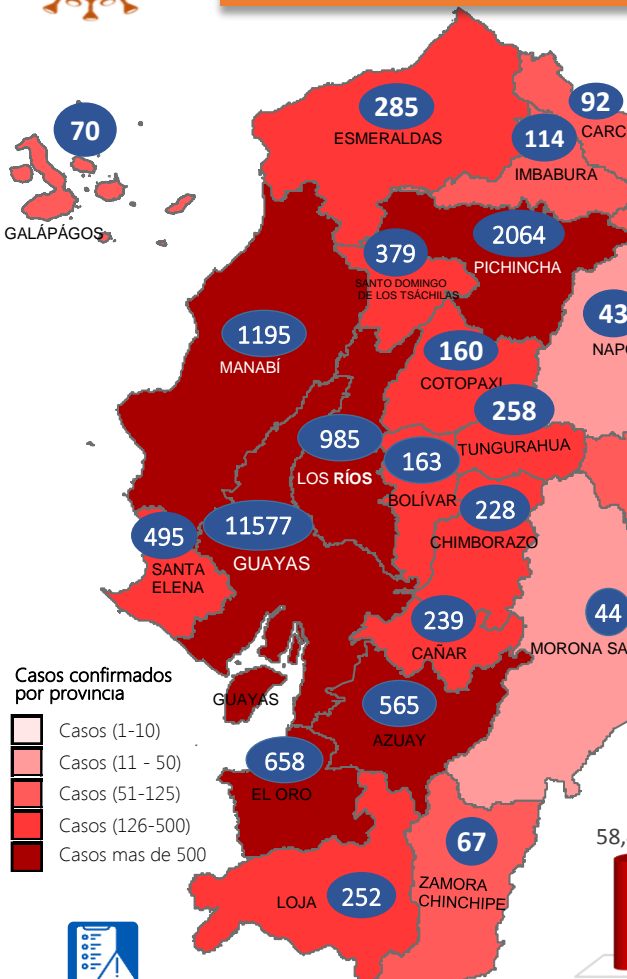 285
ESMERALDAS
92
CARC
70
114
IMBABURA
GALÁPÁGOS
2064
PICHINCHA
379
SANTO DOMINGO
DE LOS TSÁCHILAS
43
NAPO
1195
MANABÍ
160
COTOPAXI
258
TUNGURAHUA
985
LOS RÍOS
163
BOLÍVAR
11577
GUAYAS
228
CHIMBORAZO
495
SANTA
ELENA
239
CAÑAR
44
MORONA SA
Casos confirmados
por provincia
GUAYAS
565
AZUAY
Casos (1-10)
Casos (11 - 50)
Casos (51-125)
Casos (126-500)
Casos mas de 500
658
EL ORO
67
ZAMORA
CHINCHIPE
58,
LOJA
252